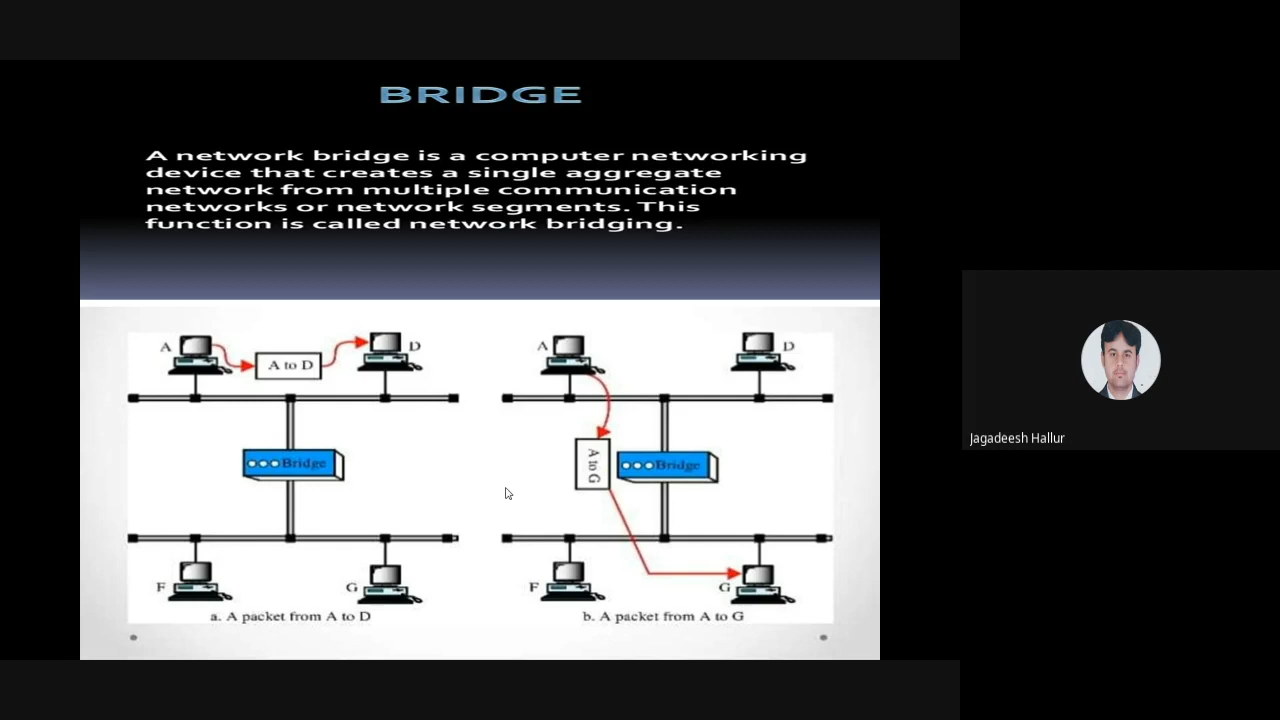 BRIDGE
A network bridge is a computer networking
device that creates a single aggregate
network from multiple communication
networks or network segments. This
function is called network bridging.
A
A to D
D
Bridge
F
G
a. A packet from A to D
A
D
A to G
Bridge
F
G
b. A packet from A to G
Jagadeesh Hallur